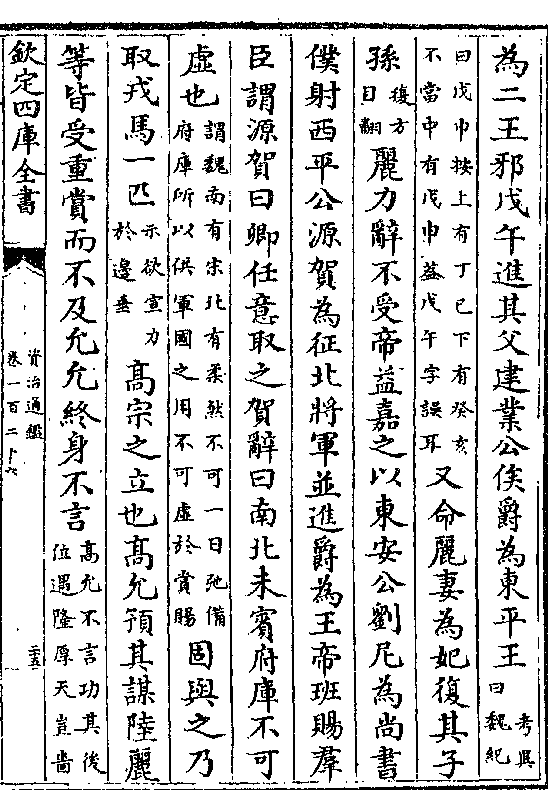 為二王邪戊午進其父建業公俟爵為東平王考異曰魏紀
曰戊申按上有丁巳下有癸亥不當中有戊申蓋戊午字誤耳又命麗妻為妃復其子
孫復方目翻麗力辭不受帝益嘉之以東安公劉尼為尚書
僕射西平公源賀為征北將軍並進爵為王帝班賜羣
臣謂源賀曰卿任意取之賀辭曰南北未賓府庫不可
虛也謂魏南有宋北有柔然不可一日弛備府庫所以供軍國之用不可虛於賞賜固與之乃
取戎馬一匹示欲宣力於邊垂高宗之立也高允預其謀陸麗
等皆受重賞而不及允允終身不言高允不言功其後位遇隆厚天豈嗇
欽定四庫全書
資治通鑑
卷一百二十六
二十五